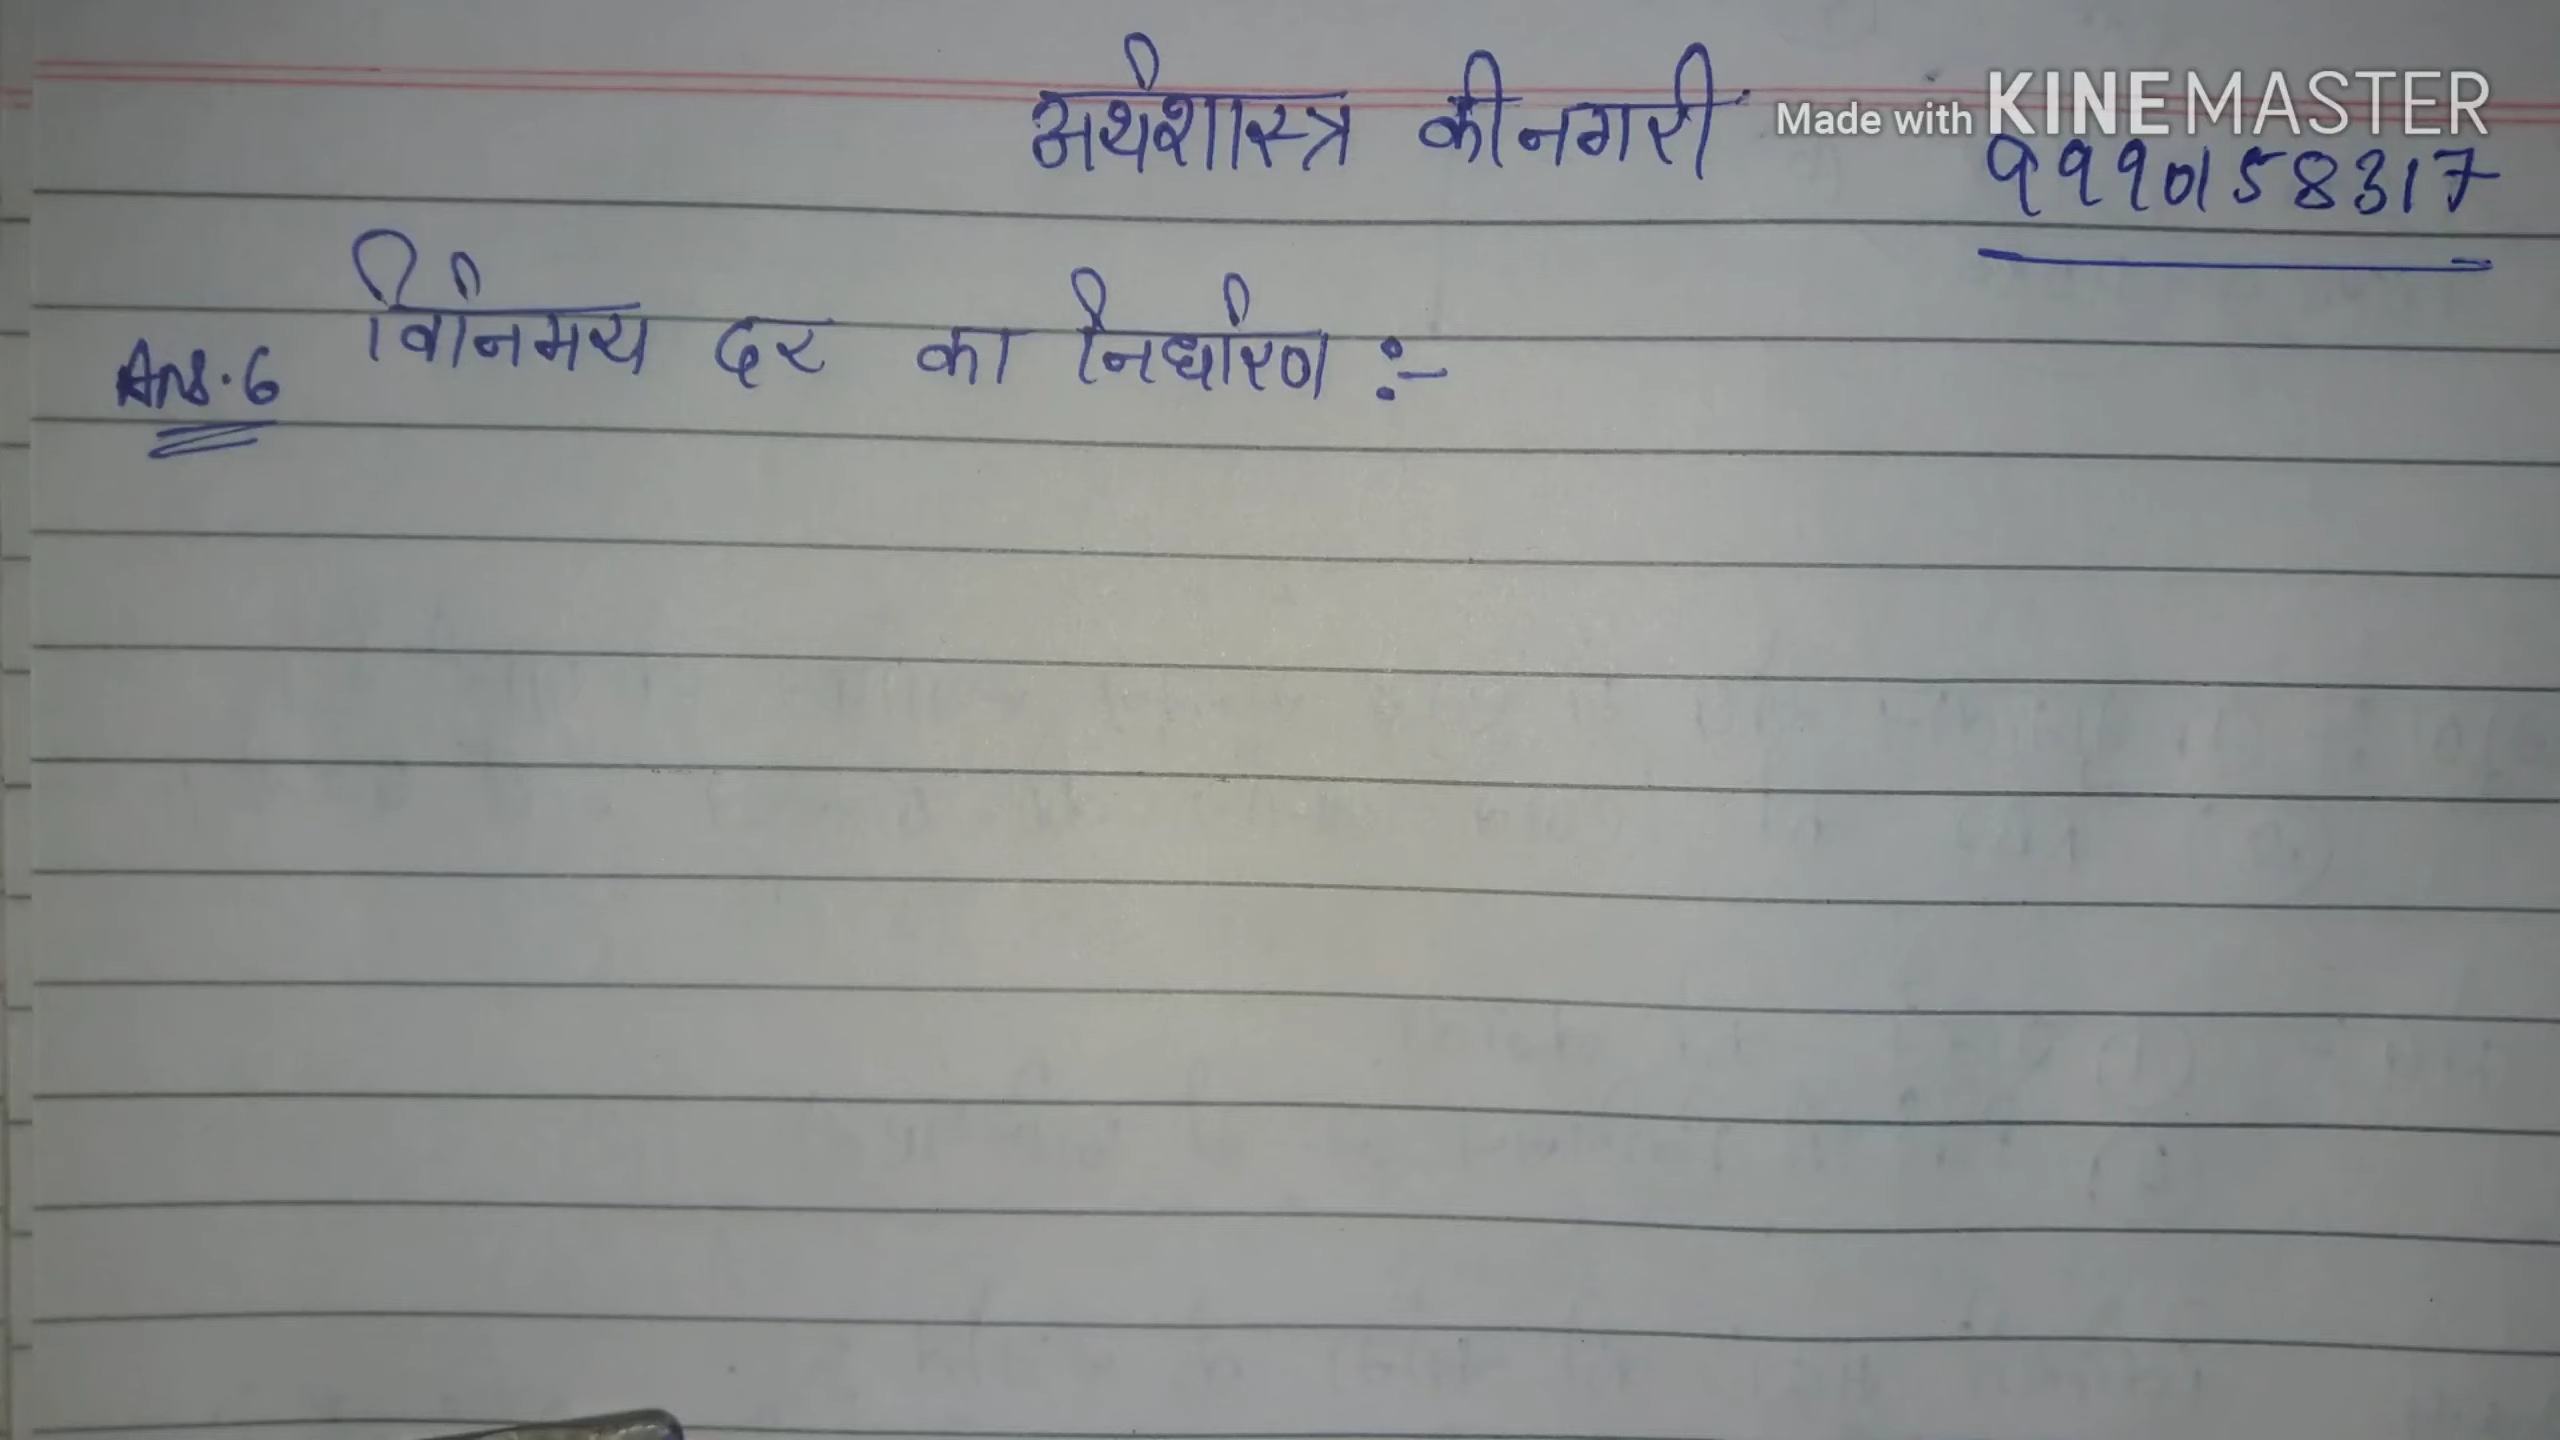 अर्थशास्त्र की नगरी Made with KINEMASTER
9990158317
Ans.6 विनिमय दर का निर्धारण :-